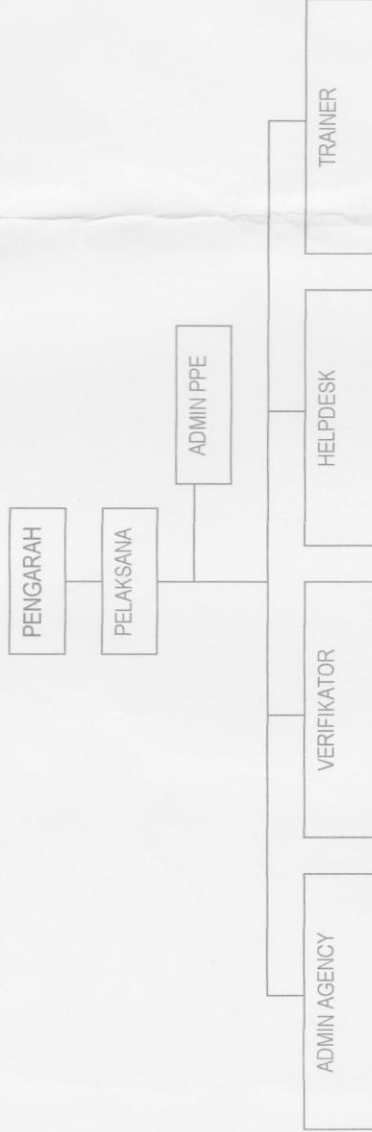 PENGARAH
PELAKSANA
ADMIN PPE
ADMIN AGENCY
VERIFIKATOR
HELPDESK
TRAINER